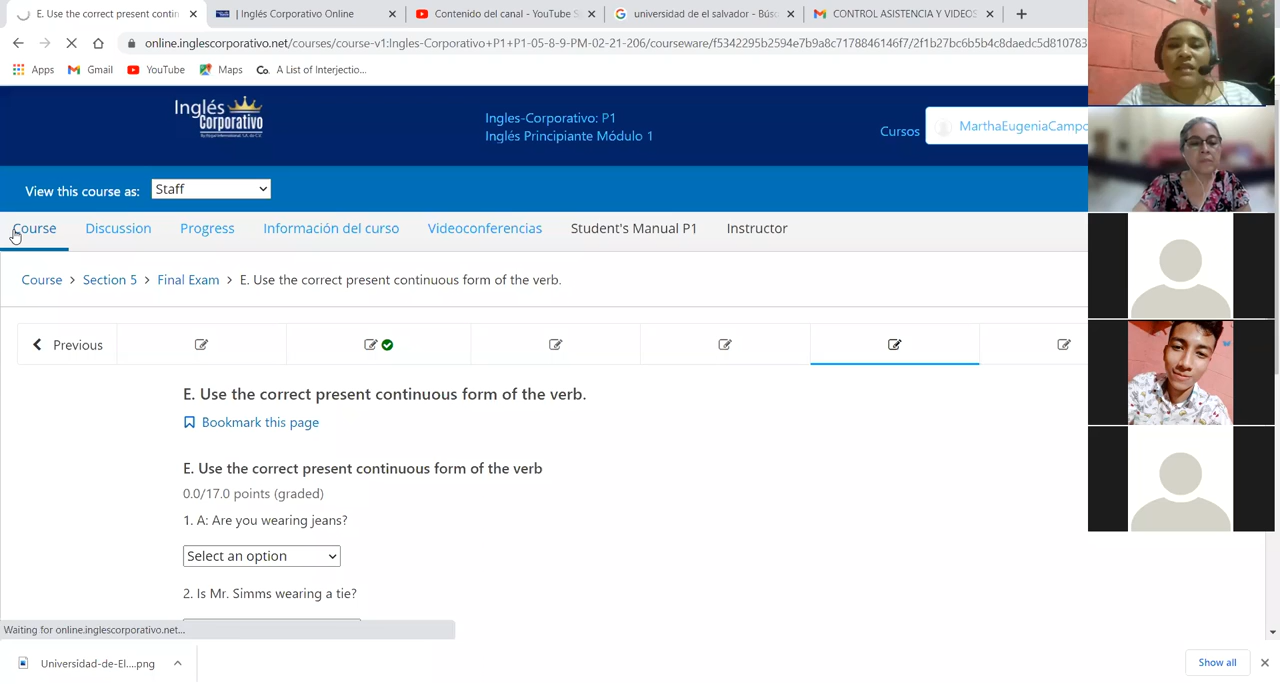 E. Use the correct present contin
| Inglés Corporativo Online
Contenido del canal - YouTube S
universidad de el salvador - Búsc
CONTROL ASISTENCIA Y VIDEOS
online.inglescorporativo.net/courses/course-v1:Ingles-Corporativo+P1+P1-05-8-9-PM-02-21-206/courseware/f5342295b2594e7b9a8c7178846146f7/2f1b27bc6b5b4c8daedc5d810783
Apps
Gmail
YouTube
Maps
Co. A List of Interjectio...
Inglés
Corporativo
Ingles-Corporativo: P1
Inglés Principiante Módulo 1
Cursos
MarthaEugeniaCampo
View this course as:
Staff
Course
Discussion
Progress
Información del curso
Videoconferencias
Student's Manual P1
Instructor
Course > Section 5 > Final Exam > E. Use the correct present continuous form of the verb.
Previous
E. Use the correct present continuous form of the verb.
Bookmark this page
E. Use the correct present continuous form of the verb
0.0/17.0 points (graded)
1. A: Are you wearing jeans?
Select an option
2. Is Mr. Simms wearing a tie?
Waiting for online.inglescorporativo.net...
Universidad-de-El....png
Show all